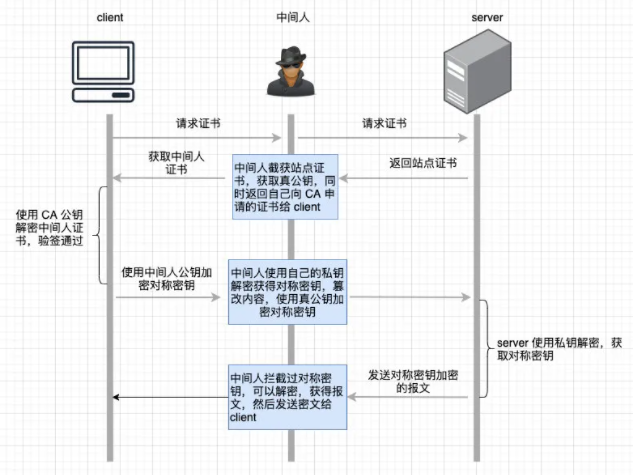 client
中间人
server
请求证书
请求证书
获取中间人
证书
中间人截获站点证
书，获取真公钥，同
时返回自己向 CA 申
请的证书给 client
返回站点证书
使用 CA 公钥
解密中间人证
书，验签通过
使用中间人公钥加
密对称密钥
中间人使用自己的私钥
解密获得对称密钥，篡
改内容，使用真公钥加
密对称密钥
server 使用私钥解密，获
取对称密钥
中间人拦截过对称密
钥，可以解密，获得报
文，然后发送密文给
client
发送对称密钥加密
的报文